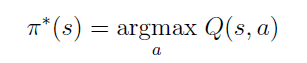 π*(s) = argmax Q(s, a)
a